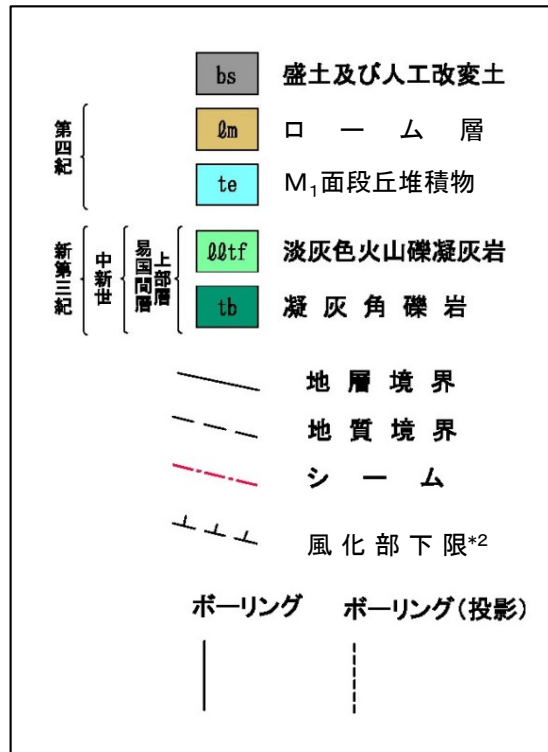 bs 盛土及び人工改変土
第四紀
ℓm ローム層
te M₁面段丘堆積物
新第三紀 中新世 易国間層 上部層
ℓℓtf 淡灰色火山礫凝灰岩
tb 凝灰角礫岩
地層境界
地質境界
シーム
風化部下限*2
ボーリング ボーリング(投影)